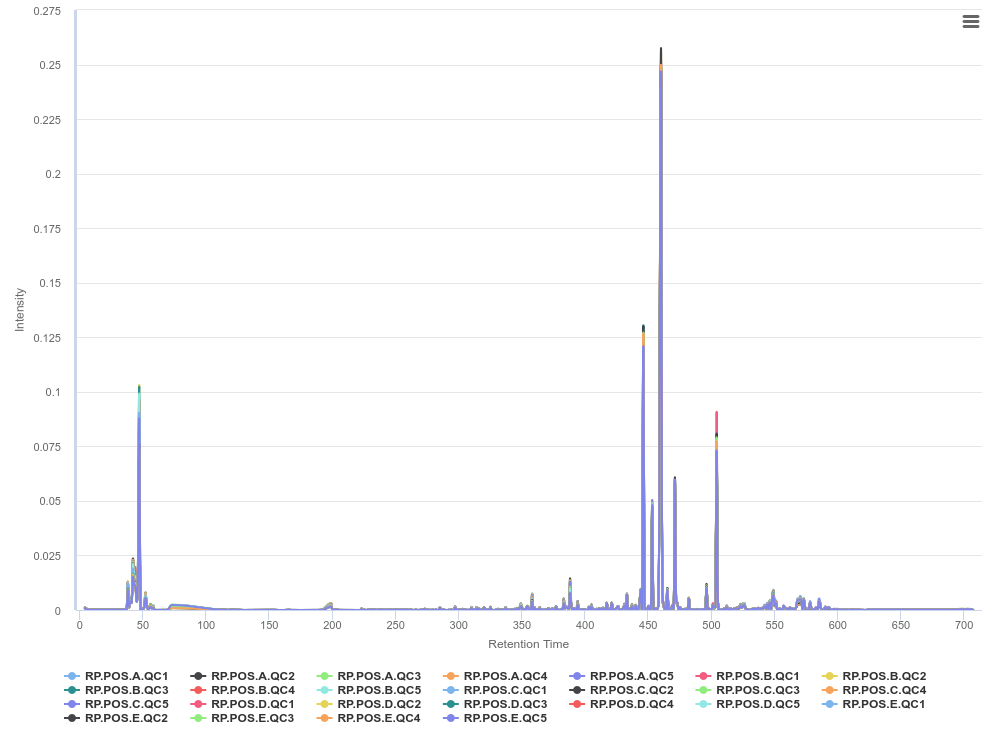 0.275
0.25
0.225
0.2
0.175
0.15
0.125
0.1
0.075
0.05
0.025
0
Intensity
0 50 100 150 200 250 300 350 400 450 500 550 600 650 700
Retention Time
RP.POS.A.QC1 RP.POS.A.QC2 RP.POS.A.QC3 RP.POS.A.QC4 RP.POS.A.QC5 RP.POS.B.QC1 RP.POS.B.QC2
RP.POS.B.QC3 RP.POS.B.QC4 RP.POS.B.QC5 RP.POS.C.QC1 RP.POS.C.QC2 RP.POS.C.QC3 RP.POS.C.QC4
RP.POS.C.QC5 RP.POS.D.QC1 RP.POS.D.QC2 RP.POS.D.QC3 RP.POS.D.QC4 RP.POS.D.QC5 RP.POS.E.QC1
RP.POS.E.QC2 RP.POS.E.QC3 RP.POS.E.QC4 RP.POS.E.QC5